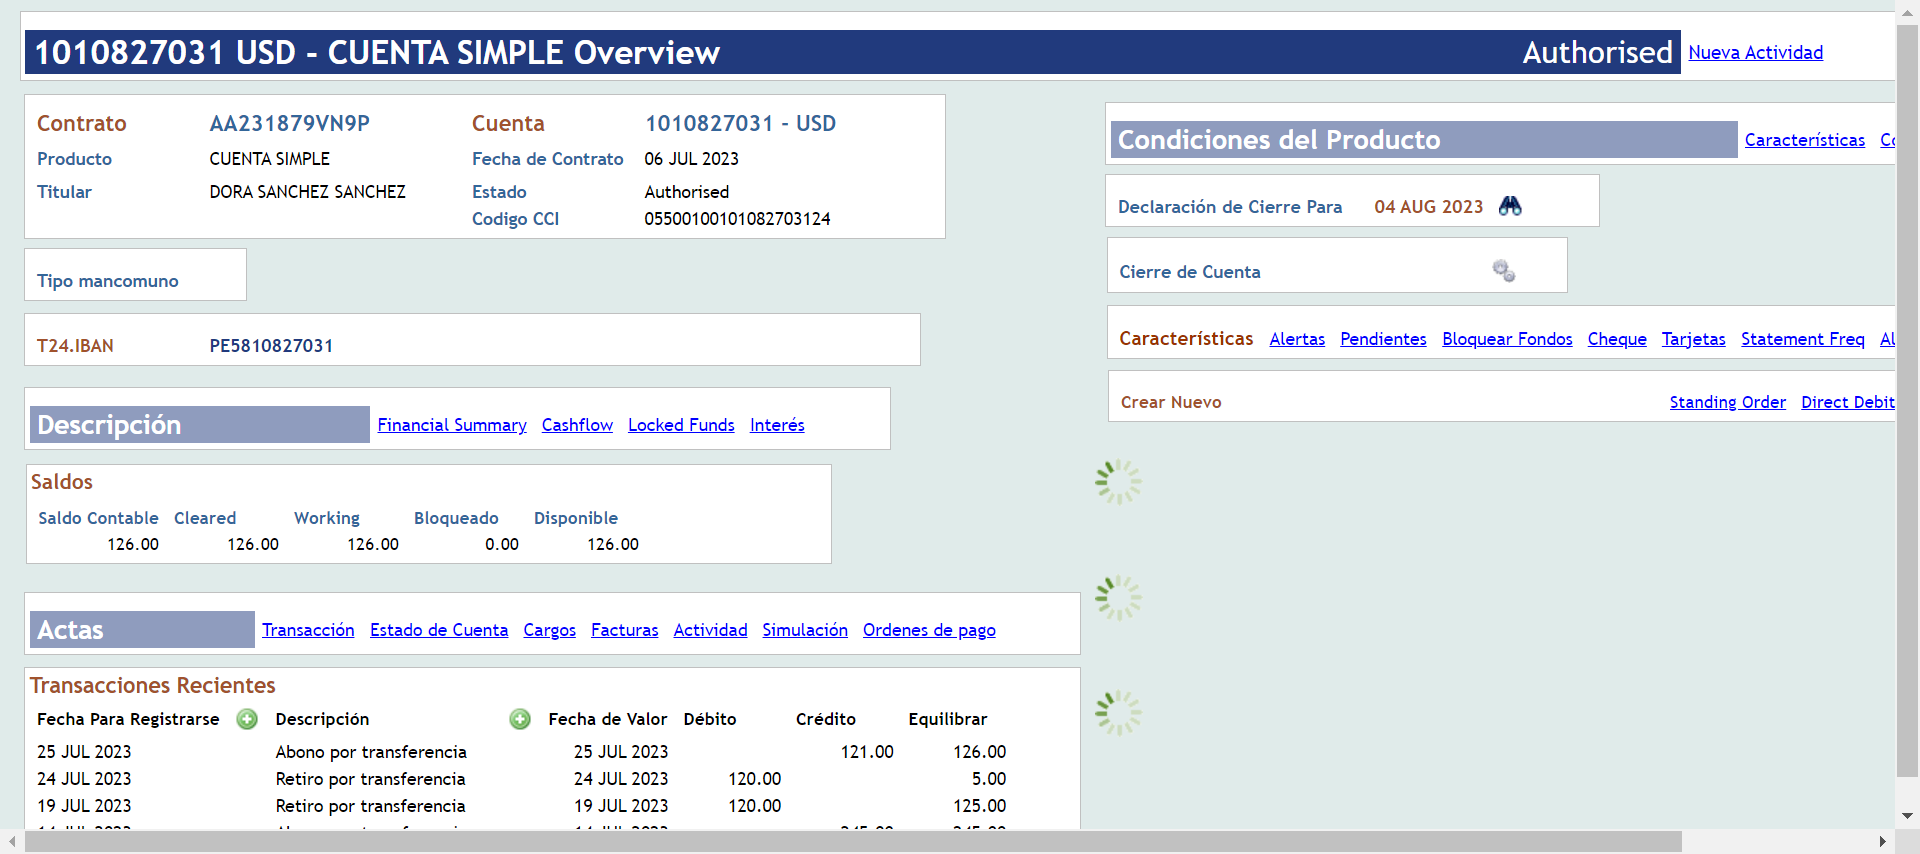 1010827031 USD - CUENTA SIMPLE Overview Authorised Nueva Actividad
Contrato AA231879VN9P Cuenta 1010827031 - USD
Producto CUENTA SIMPLE Fecha de Contrato 06 JUL 2023
Titular DORA SANCHEZ SANCHEZ Estado Authorised
Codigo CCI 05500100101082703124
Tipo mancomuno
T24.IBAN PE5810827031
Descripción Financial Summary Cashflow Locked Funds Interés
Saldos
Saldo Contable Cleared Working Bloqueado Disponible
126.00 126.00 126.00 0.00 126.00
Actas Transacción Estado de Cuenta Cargos Facturas Actividad Simulación Ordenes de pago
Transacciones Recientes
Fecha Para Registrarse Descripción Fecha de Valor Débito Crédito Equilibrar
25 JUL 2023 Abono por transferencia 25 JUL 2023 121.00 126.00
24 JUL 2023 Retiro por transferencia 24 JUL 2023 120.00 5.00
19 JUL 2023 Retiro por transferencia 19 JUL 2023 120.00 125.00
Condiciones del Producto Características
Declaración de Cierre Para 04 AUG 2023
Cierre de Cuenta
Características Alertas Pendientes Bloquear Fondos Cheque Tarjetas Statement Freq
Crear Nuevo Standing Order Direct Debit